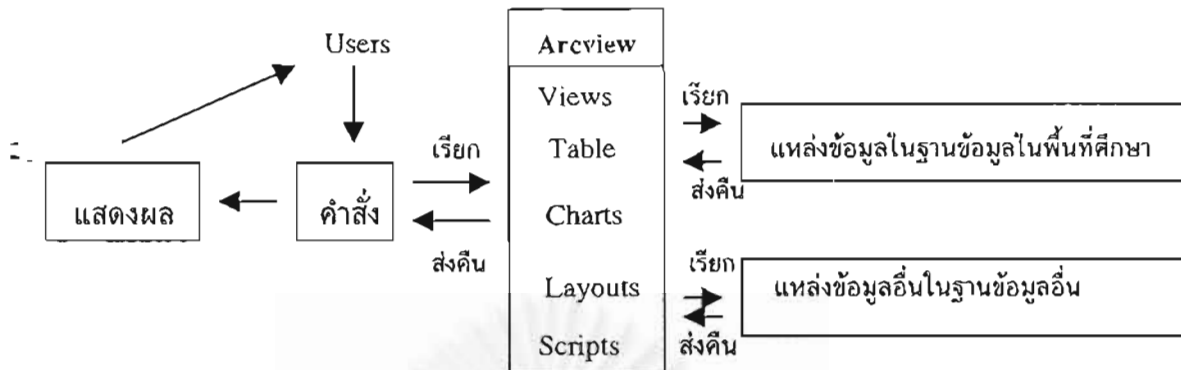 Users
Arcview
Views
เรียก
Table
แหล่งข้อมูลในฐานข้อมูลในพื้นที่ศึกษา
เรียก
ส่งคืน
แสดงผล
คำสั่ง
Charts
ส่งคืน
เรียก
Layouts
แหล่งข้อมูลอื่นในฐานข้อมูลอื่น
Scripts
ส่งคืน